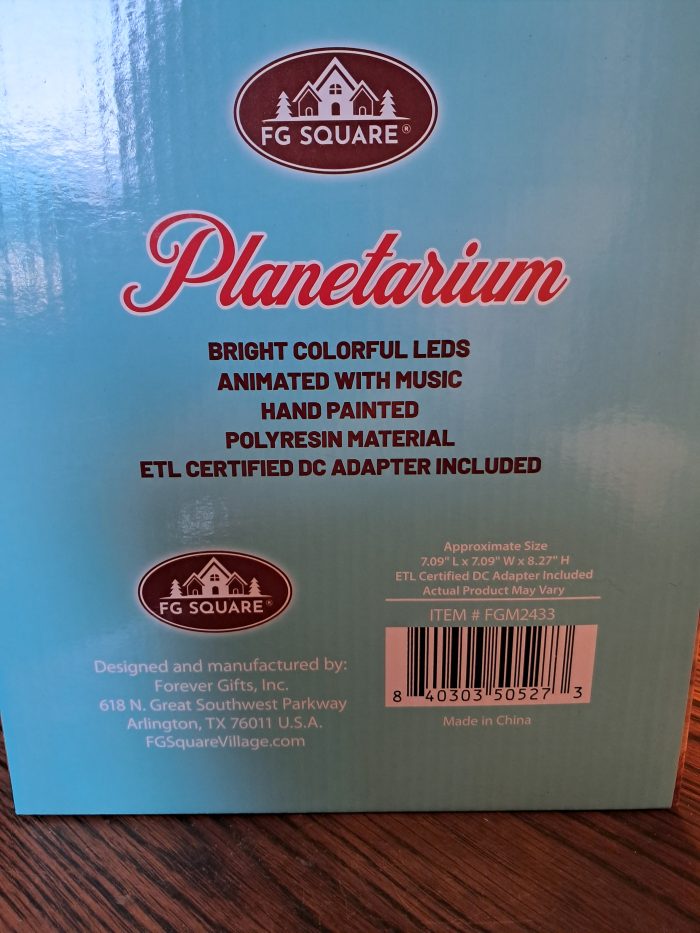 FG SQUARE®
Planetarium
BRIGHT COLORFUL LEDS
ANIMATED WITH MUSIC
HAND PAINTED
POLYRESIN MATERIAL
ETL CERTIFIED DC ADAPTER INCLUDED
FG SQUARE®
Designed and manufactured by:
Forever Gifts, Inc.
618 N. Great Southwest Parkway
Arlington, TX 76011 U.S.A.
FGSquareVillage.com
Approximate Size
7.09" L x 7.09" W x 8.27" H
ETL Certified DC Adapter Included
Actual Product May Vary
ITEM # FGM2433
8 40303 50527 3
Made in China